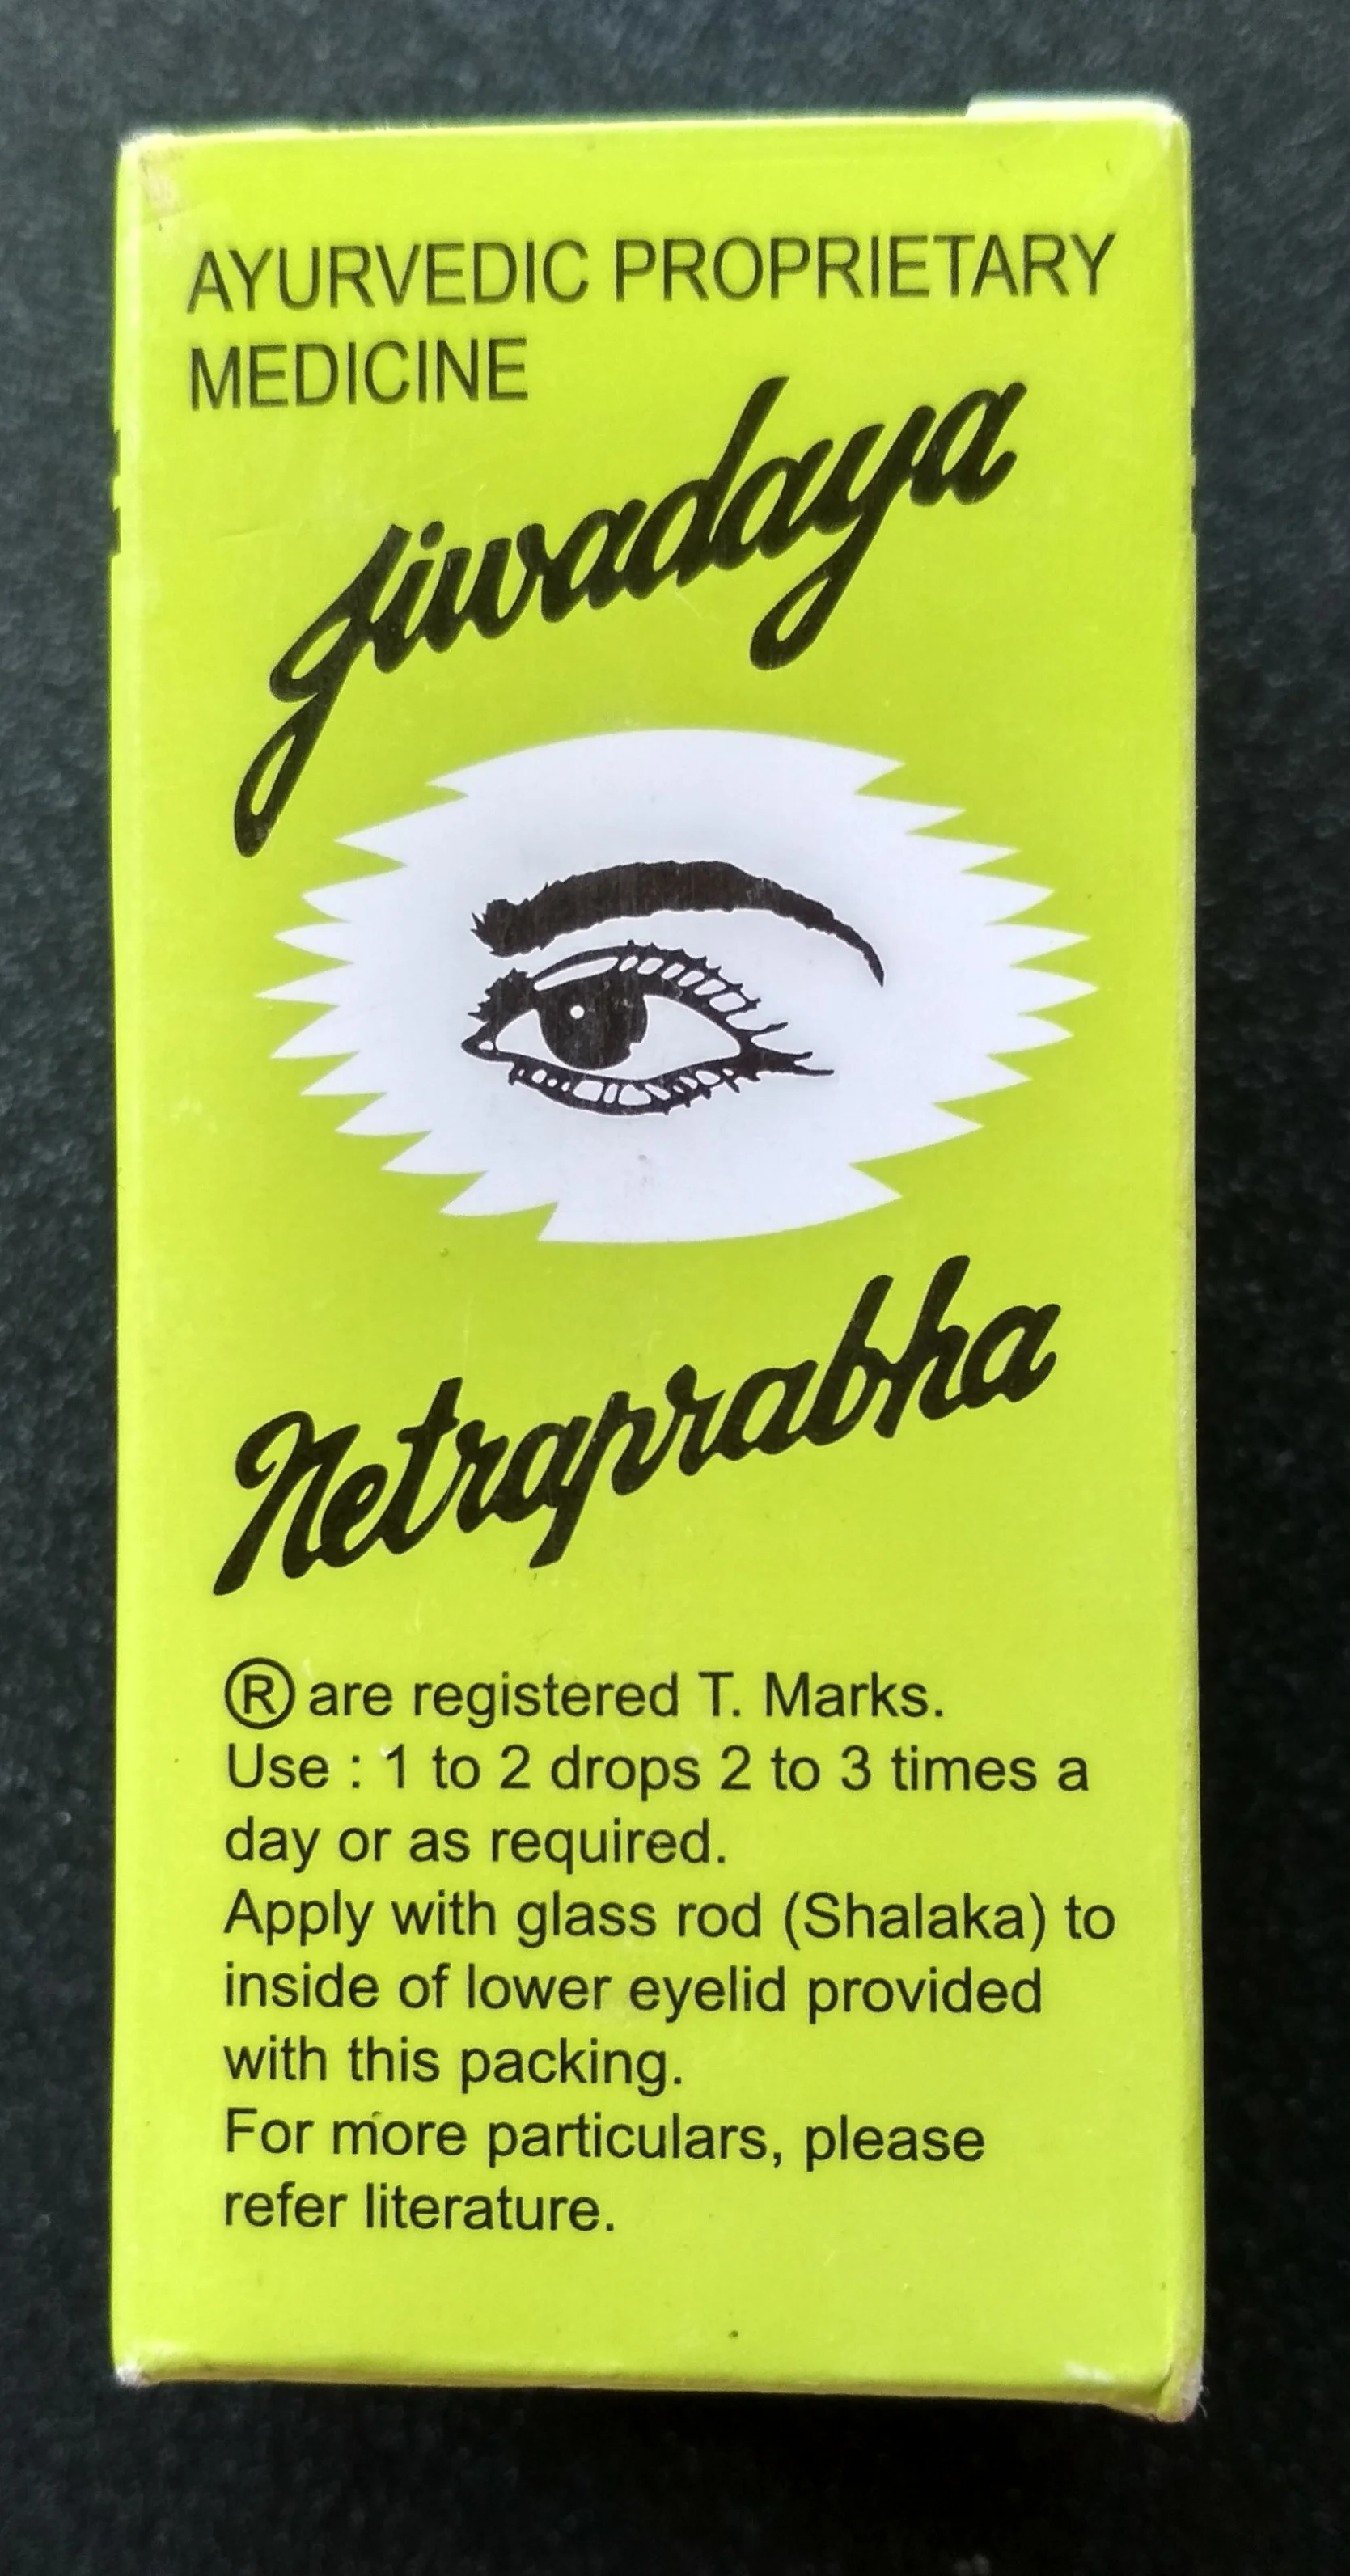 AYURVEDIC PROPRIETARY
MEDICINE
Jiwadaya
Netraprabha
® are registered T. Marks.
Use : 1 to 2 drops 2 to 3 times a
day or as required.
Apply with glass rod (Shalaka) to
inside of lower eyelid provided
with this packing.
For more particulars, please
refer literature.